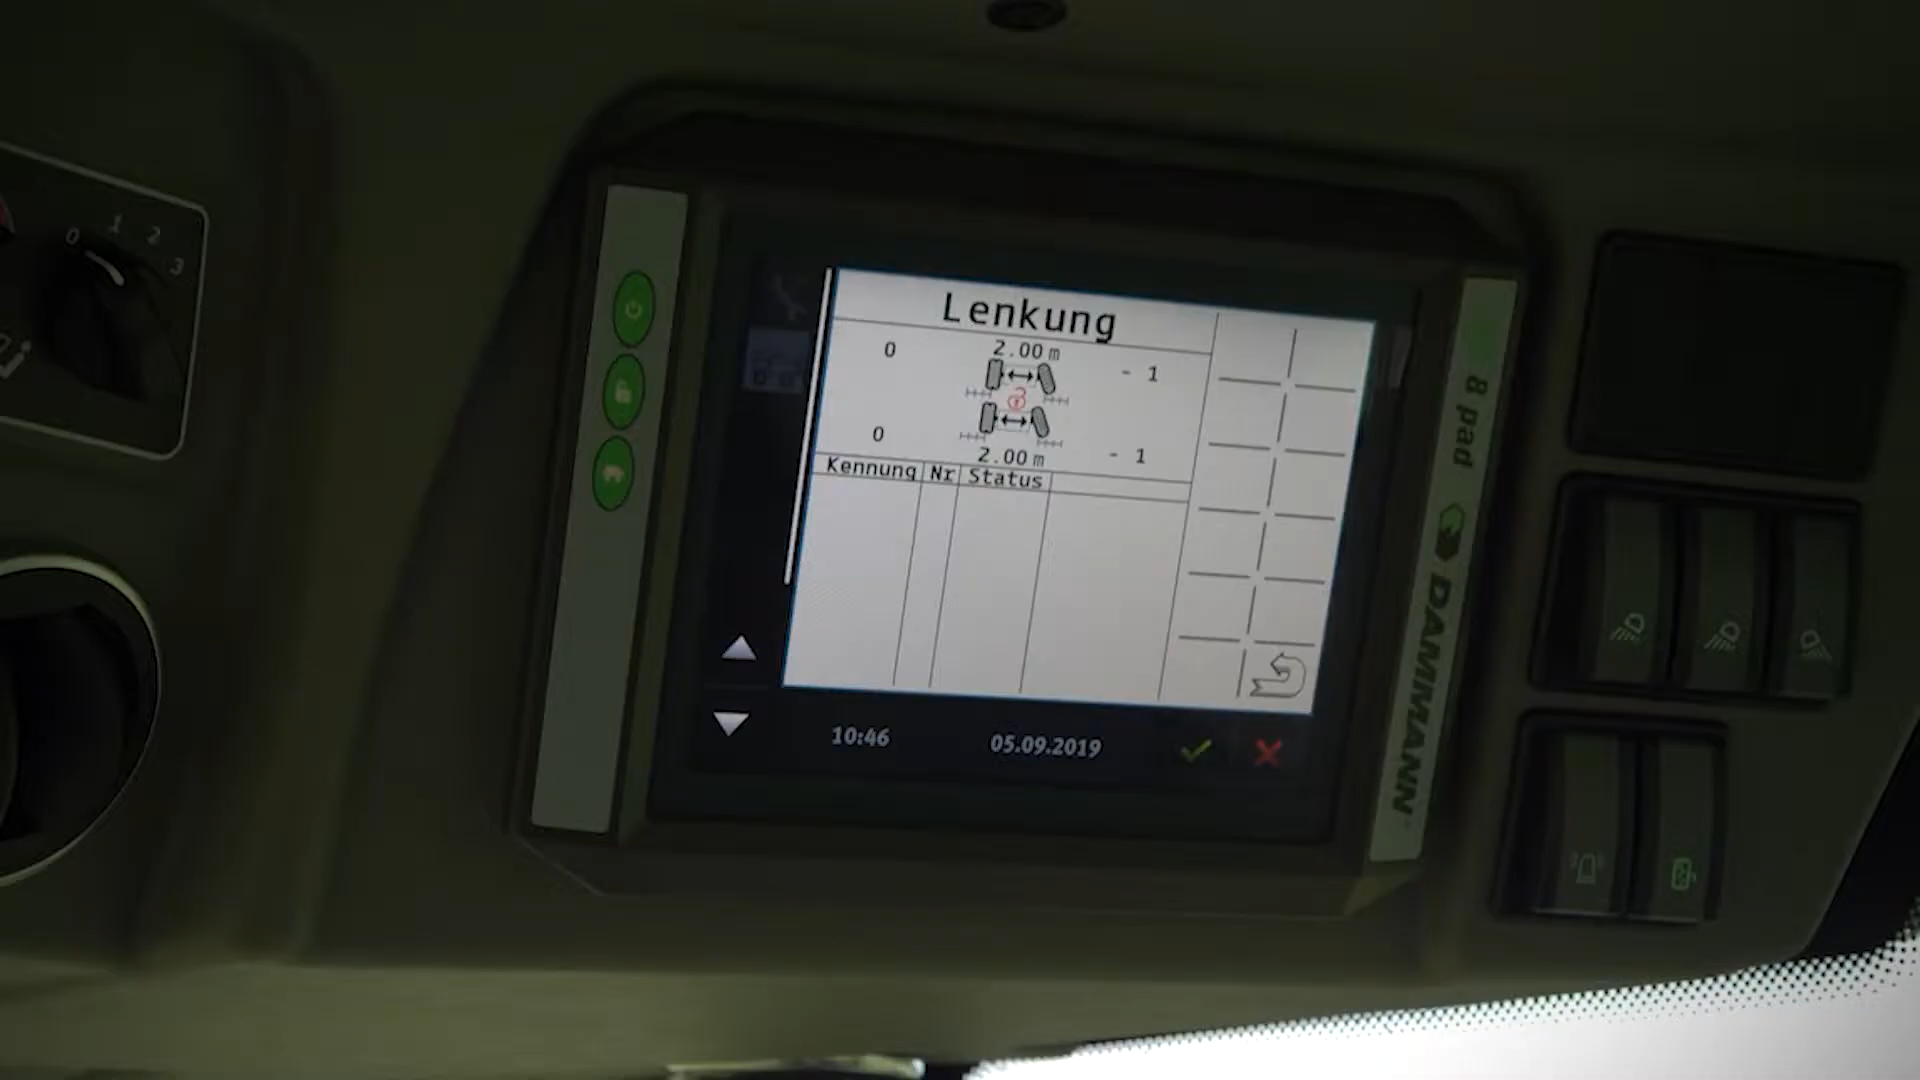 0 1 2 3
Lenkung
2.00 m
0 - 1
0 - 1
2.00 m
Kennung Nr Status
10:46 05.09.2019
8 pad DAMMANN